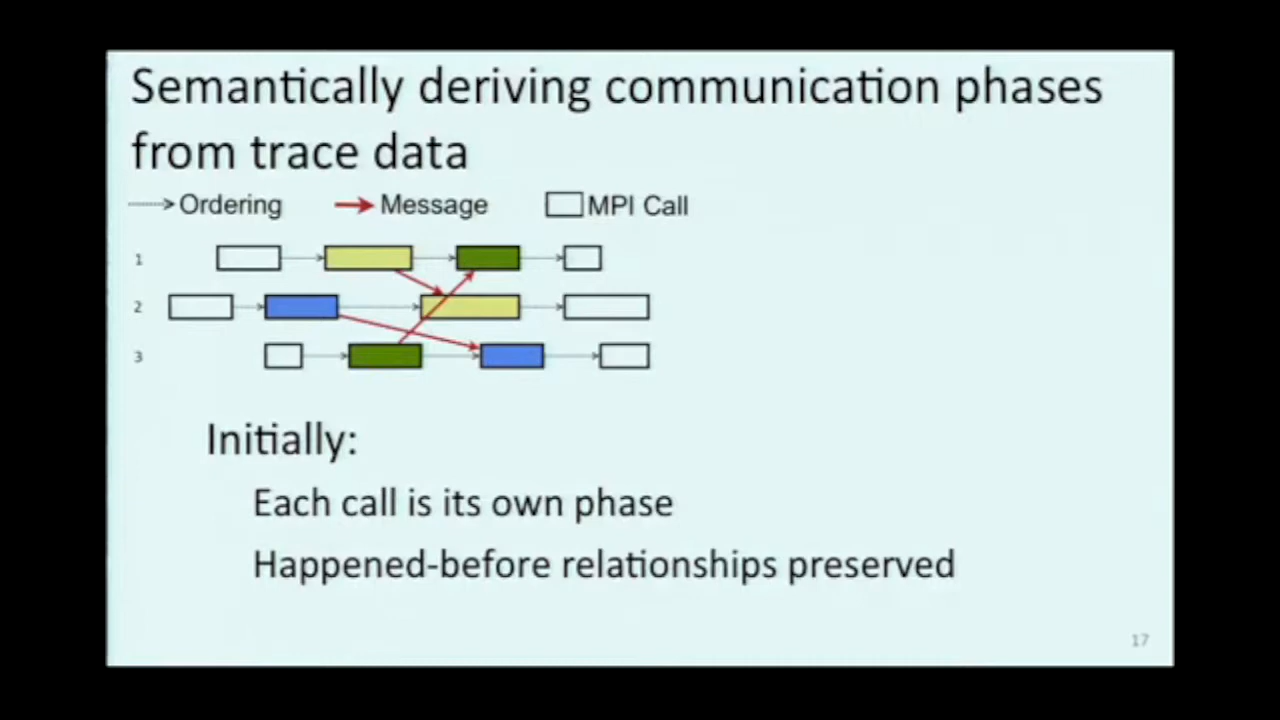 Semantically deriving communication phases
from trace data
Ordering Message MPI Call
1
2
3
Initially:
Each call is its own phase
Happened-before relationships preserved
17